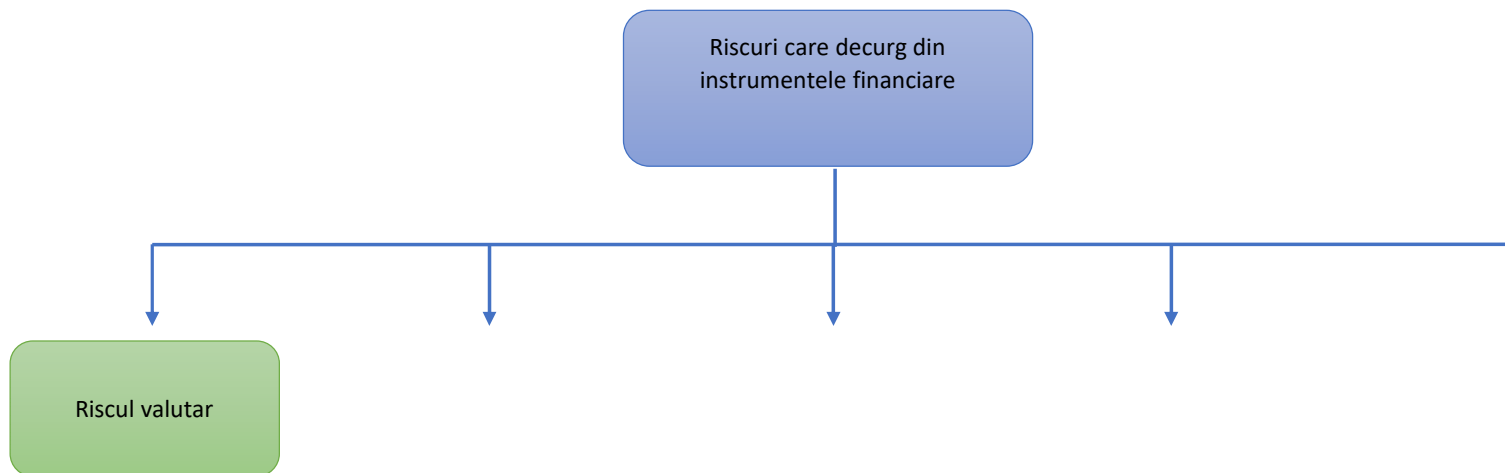 Riscuri care decurg din
instrumentele financiare
Riscul valutar